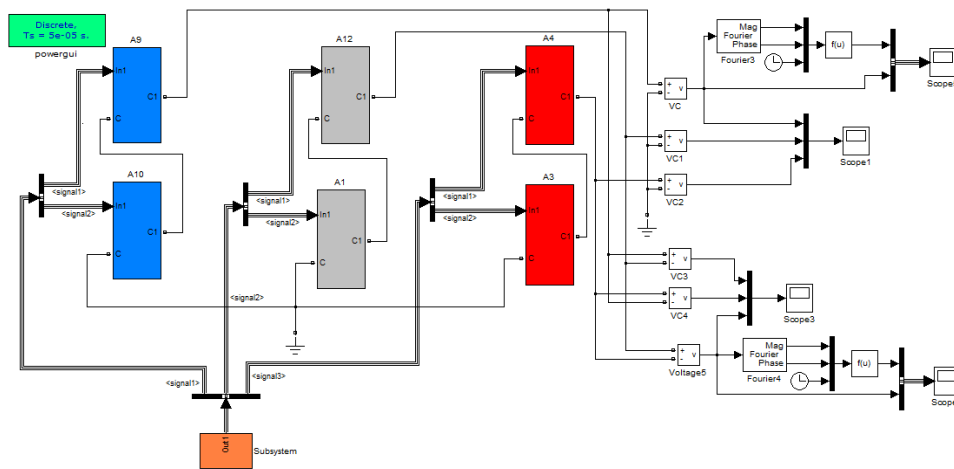 Discrete,
Ts = 5e-05 s.
powergui
A9
In1
C1
C
A10
In1
C1
C
<signal1>
<signal2>
A12
In1
C1
C
A1
In1
C1
C
<signal1>
<signal2>
A4
In1
C1
C
A3
In1
C1
C
<signal1>
<signal2>
<signal2>
<signal1>
<signal3>
Out1
Subsystem
+
-
v
VC
+
-
v
VC1
+
-
v
VC2
+
-
v
VC3
+
-
v
VC4
+
-
v
Voltage5
Mag
Fourier
Phase
Fourier3
f(u)
Scope
Scope1
Scope3
Mag
Fourier
Phase
Fourier4
f(u)
Scope